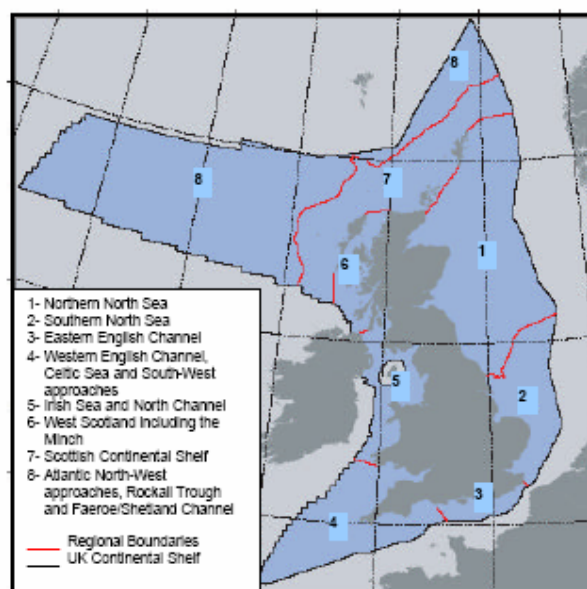 8
8
7
1
6
5
2
3
4
1- Northern North Sea
2- Southern North Sea
3- Eastern English Channel
4- Western English Channel,
Celtic Sea and South-West
approaches
5- Irish Sea and North Channel
6- West Scotland Including the
Minch
7- Scottish Continental Shelf
8- Atlantic North-West
approaches, Rockall Trough
and Faeroe/Shetland Channel
Regional Boundaries
UK Continental Shelf